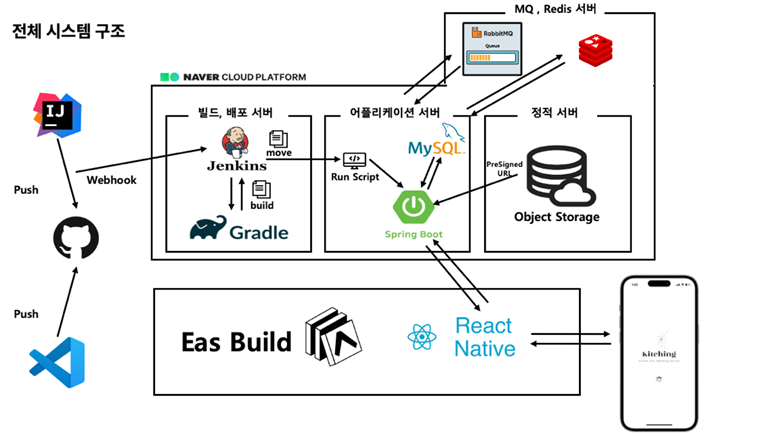 전체 시스템 구조
MQ , Redis 서버
RabbitMQ
Queue
NAVER CLOUD PLATFORM
빌드, 배포 서버
어플리케이션 서버
정적 서버
IJ
Jenkins
move
MySQL
Run Script
PreSigned
URL
Webhook
Push
build
Gradle
Spring Boot
Object Storage
Push
Eas Build
React
Native
Kitching